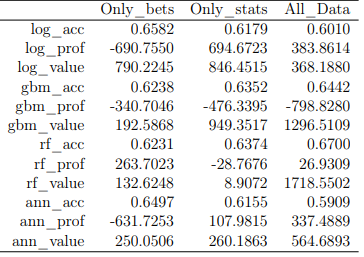 Only_bets Only_stats All_Data
log_acc 0.6582 0.6179 0.6010
log_prof -690.7550 694.6723 383.8614
log_value 790.2245 846.4515 368.1880
gbm_acc 0.6238 0.6352 0.6442
gbm_prof -340.7046 -476.3395 -798.8280
gbm_value 192.5868 949.3517 1296.5109
rf_acc 0.6231 0.6374 0.6700
rf_prof 263.7023 -28.7676 26.9309
rf_value 132.6248 8.9072 1718.5502
ann_acc 0.6497 0.6155 0.5909
ann_prof -631.7253 107.9815 337.4889
ann_value 250.0506 260.1863 564.6893